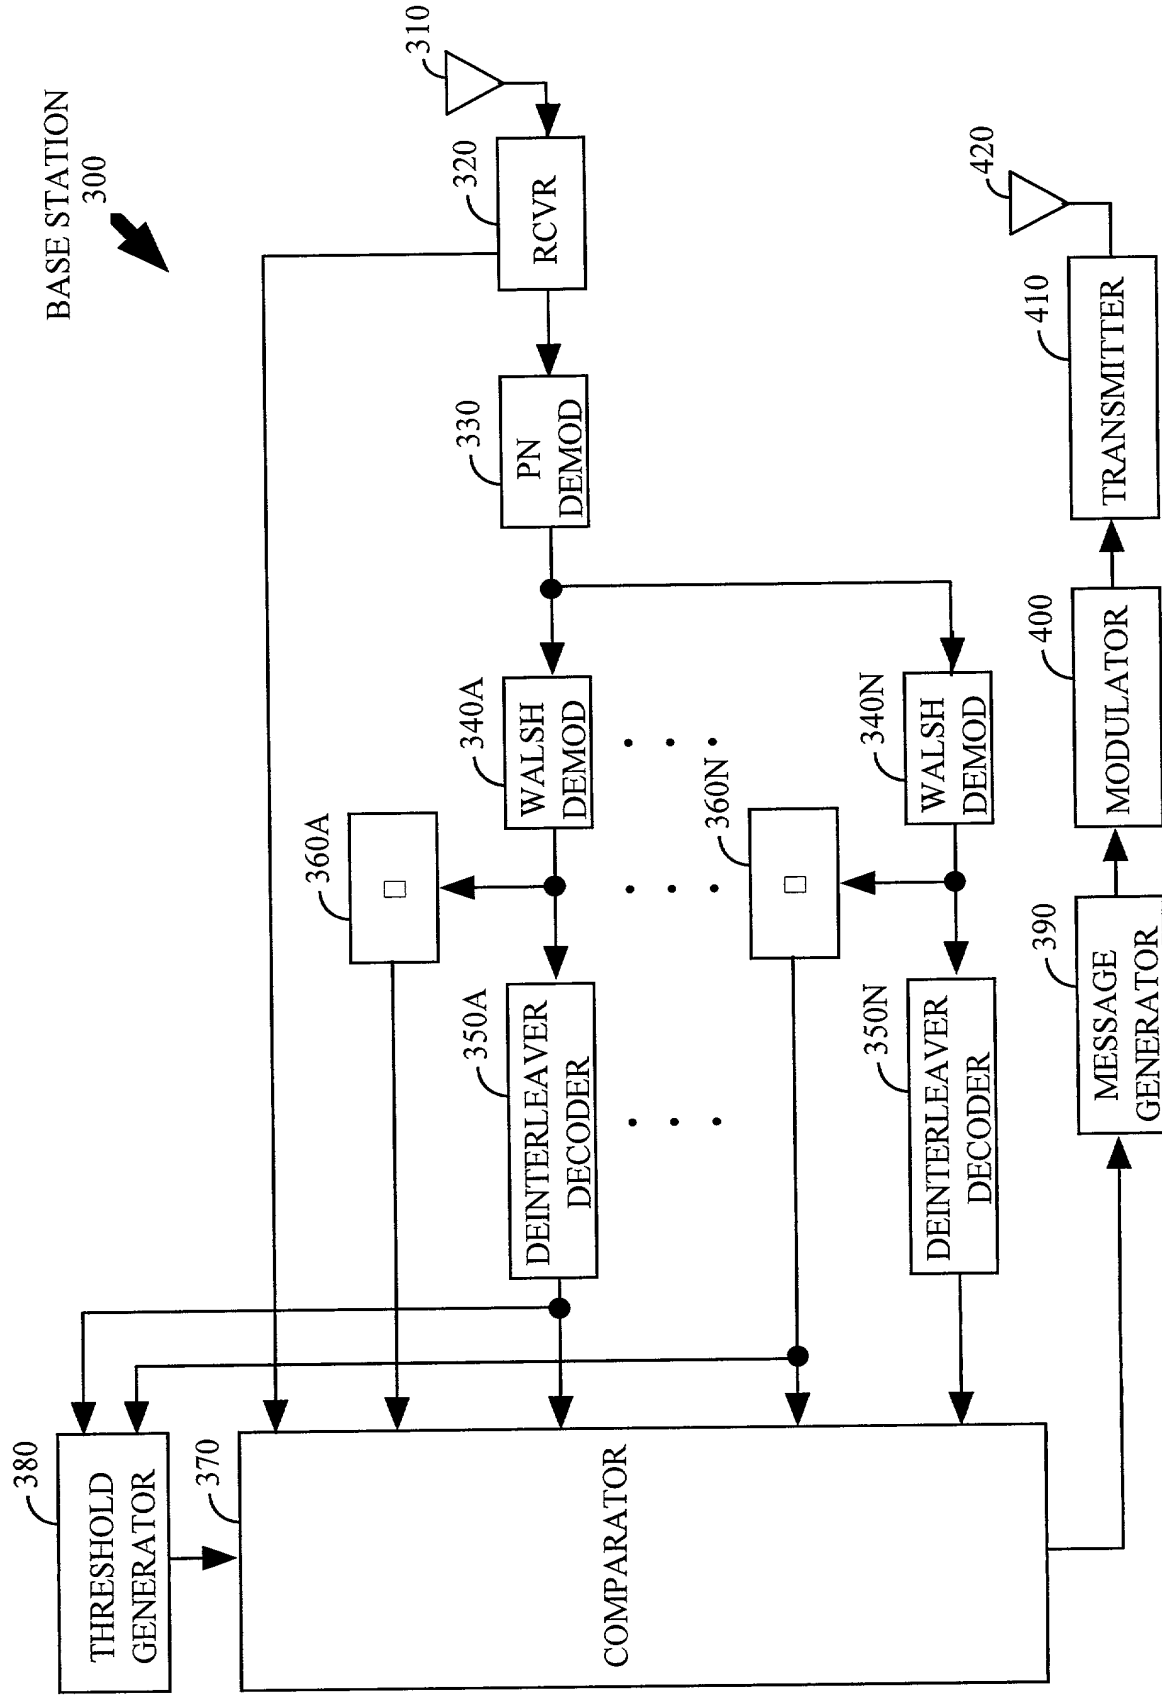 BASE STATION
300
310
320
RCVR
330
PN
DEMOD
340A
WALSH
DEMOD
340N
WALSH
DEMOD
360A
360N
350A
DEINTERLEAVER
DECODER
350N
DEINTERLEAVER
DECODER
380
THRESHOLD
GENERATOR
370
COMPARATOR
390
MESSAGE
GENERATOR
400
MODULATOR
410
TRANSMITTER
420